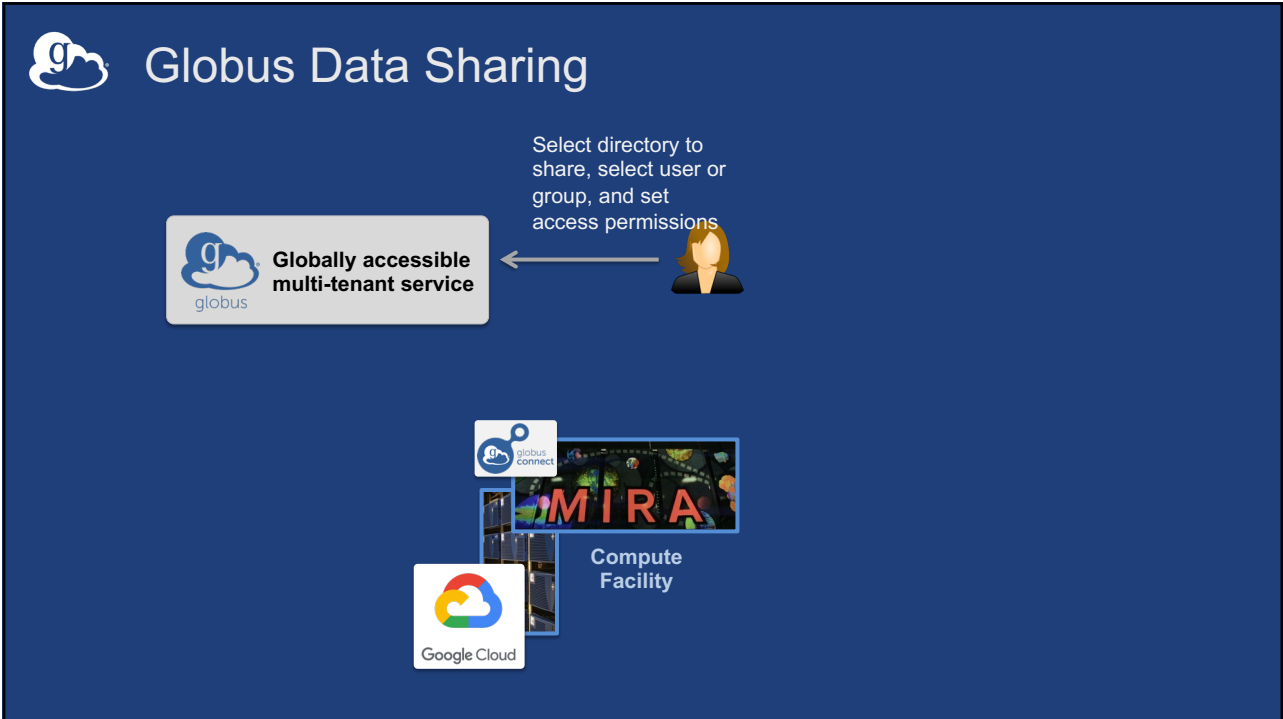 g
Globus Data Sharing
Select directory to
share, select user or
group, and set
access permissions
g
globus
Globally accessible
multi-tenant service
g
globus
connect
MIRA
Compute
Facility
Google Cloud